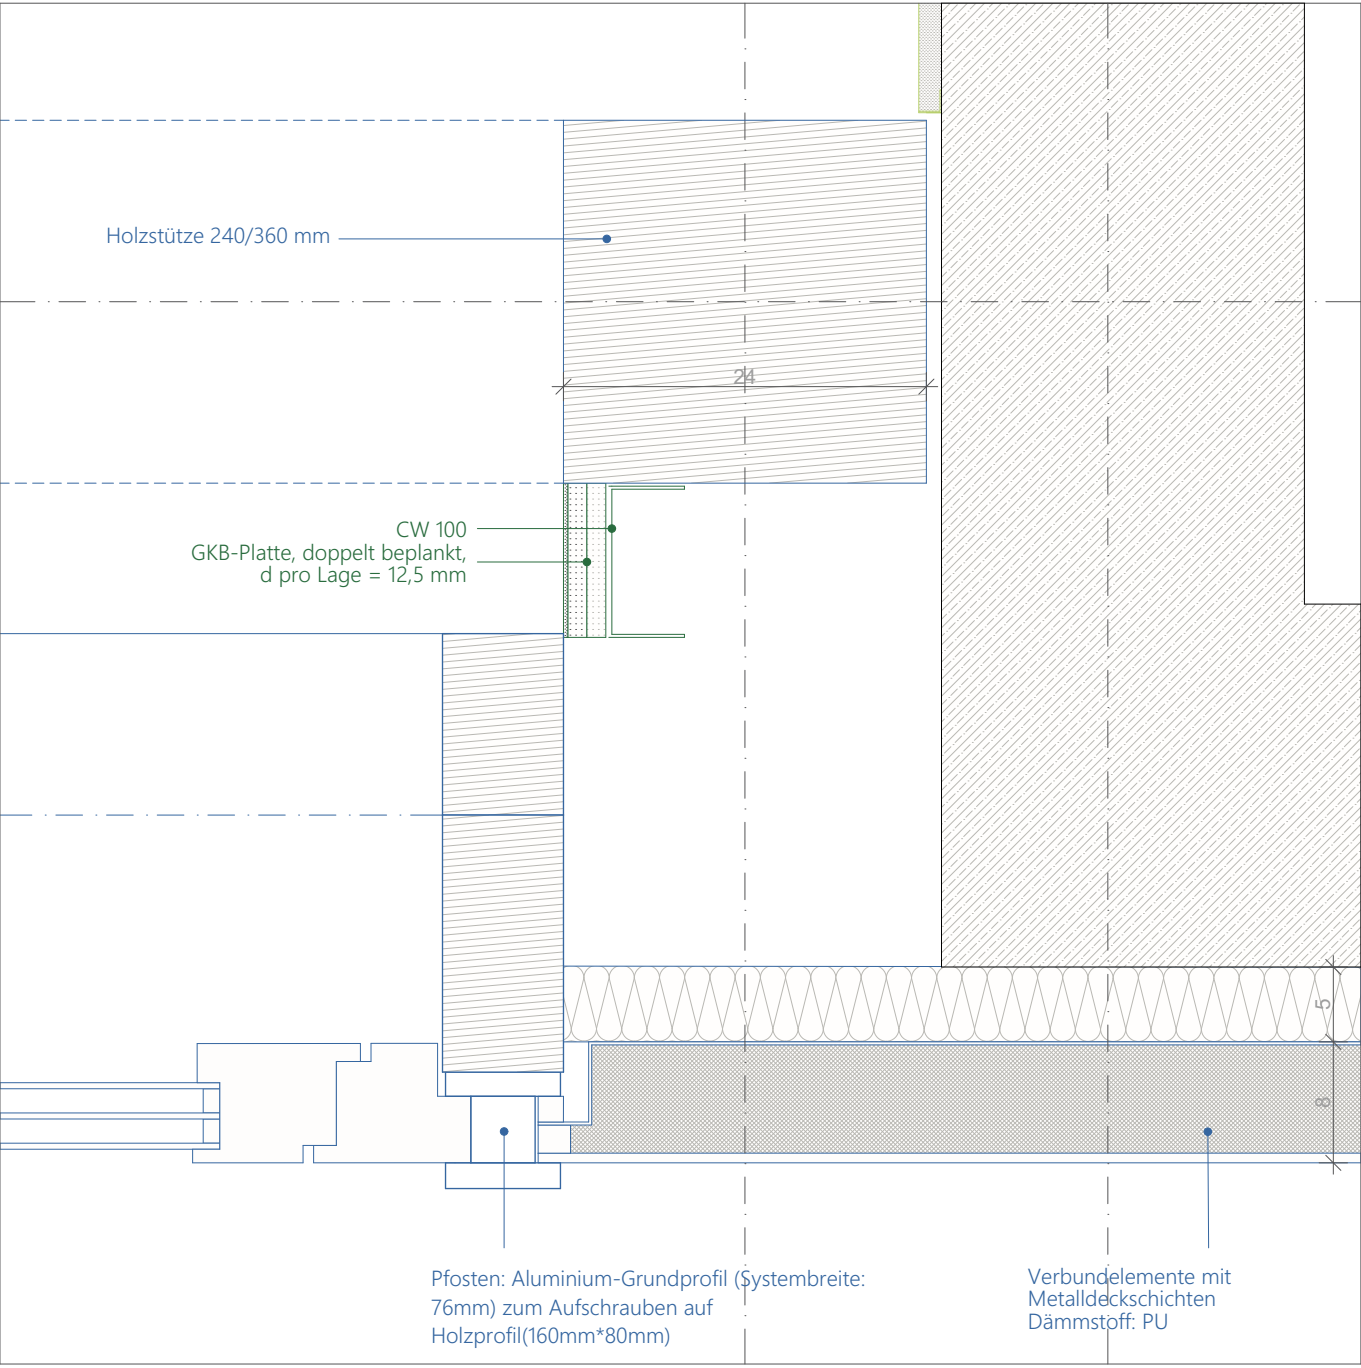 Holzstütze 240/360 mm
24
CW 100
GKB-Platte, doppelt beplankt,
d pro Lage = 12,5 mm
5
8
Pfosten: Aluminium-Grundprofil (Systembreite:
76mm) zum Aufschrauben auf
Holzprofil(160mm*80mm)
Verbundelemente mit
Metalldeckschichten
Dämmstoff: PU